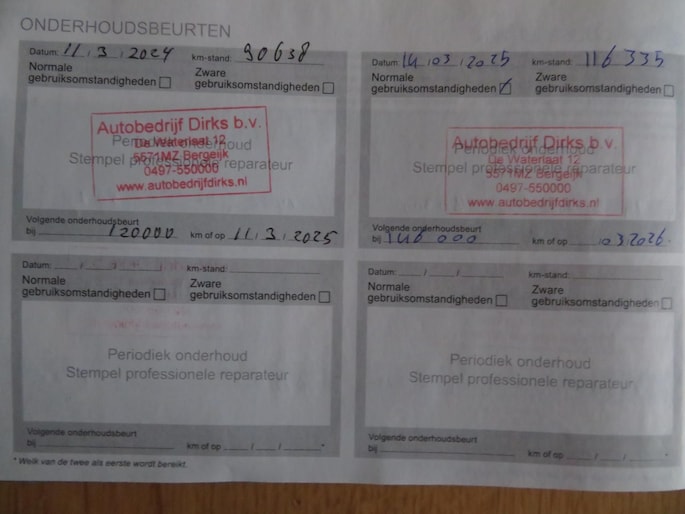 ONDERHOUDSBEURTEN
Datum: 11 / 3 / 2024 km-stand: 90638
Normale gebruiksomstandigheden
Zware gebruiksomstandigheden
Periodiek onderhoud
Stempel professionele reparateur
Autobedrijf Dirks b.v.
De Waterlaat 12
5571MZ Bergeijk
0497-550000
www.autobedrijfdirks.nl
Volgende onderhoudsbeurt
bij 120000 km of op 11 / 3 / 2025
Datum: 14 / 03 / 2025 km-stand: 116335
Normale gebruiksomstandigheden
Zware gebruiksomstandigheden
Periodiek onderhoud
Stempel professionele reparateur
Autobedrijf Dirks b.v.
De Waterlaat 12
5571MZ Bergeijk
0497-550000
www.autobedrijfdirks.nl
Volgende onderhoudsbeurt
bij 146000 km of op 03 / 2026
Datum: / / km-stand:
Normale gebruiksomstandigheden
Zware gebruiksomstandigheden
Periodiek onderhoud
Stempel professionele reparateur
Volgende onderhoudsbeurt
bij km of op / / *
Datum: / / km-stand:
Normale gebruiksomstandigheden
Zware gebruiksomstandigheden
Periodiek onderhoud
Stempel professionele reparateur
Volgende onderhoudsbeurt
bij km of op / / *
* Welk van de twee als eerste wordt bereikt.